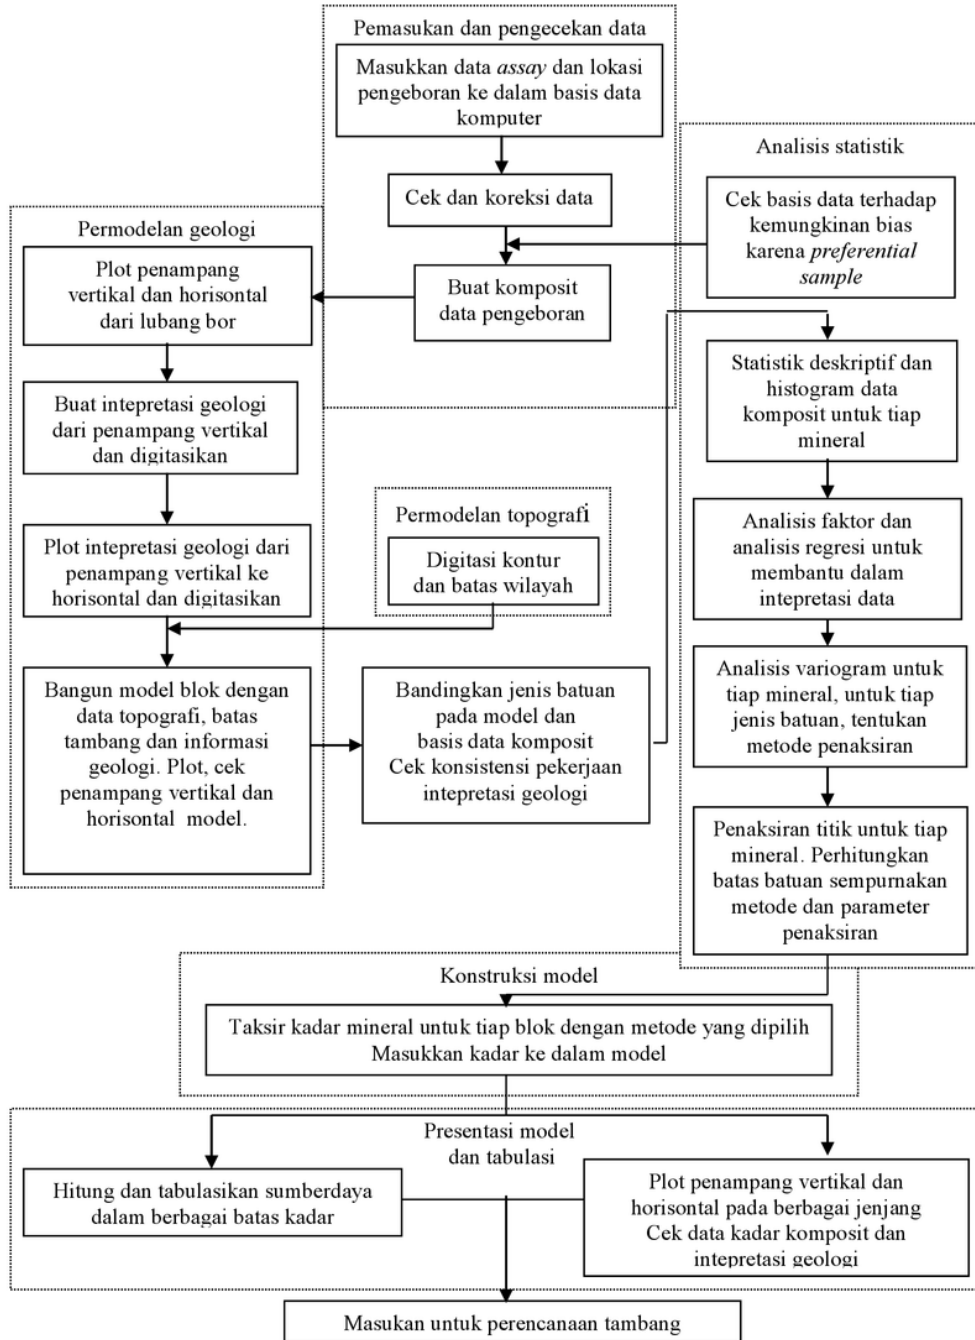 Pemasukan dan pengecekan data
Masukkan data assay dan lokasi
pengeboran ke dalam basis data
komputer
Cek dan koreksi data
Buat komposit
data pengeboran
Analisis statistik
Cek basis data terhadap
kemungkinan bias
karena preferential
sample
Permodelan geologi
Plot penampang
vertikal dan horisontal
dari lubang bor
Buat intepretasi geologi
dari penampang vertikal
dan digitasikan
Plot intepretasi geologi dari
penampang vertikal ke
horisontal dan digitasikan
Permodelan topografi
Digitasi kontur
dan batas wilayah
Bangun model blok dengan
data topografi, batas
tambang dan informasi
geologi. Plot, cek
penampang vertikal dan
horisontal model.
Bandingkan jenis batuan
pada model dan
basis data komposit
Cek konsistensi pekerjaan
intepretasi geologi
Statistik deskriptif dan
histogram data
komposit untuk tiap
mineral
Analisis faktor dan
analisis regresi untuk
membantu dalam
intepretasi data
Analisis variogram untuk
tiap mineral, untuk tiap
jenis batuan, tentukan
metode penaksiran
Penaksiran titik untuk tiap
mineral. Perhitungkan
batas batuan sempurnakan
metode dan parameter
penaksiran
Konstruksi model
Taksir kadar mineral untuk tiap blok dengan metode yang dipilih
Masukkan kadar ke dalam model
Presentasi model
dan tabulasi
Hitung dan tabulasikan sumberdaya
dalam berbagai batas kadar
Plot penampang vertikal dan
horisontal pada berbagai jenjang
Cek data kadar komposit dan
intepretasi geologi
Masukan untuk perencanaan tambang